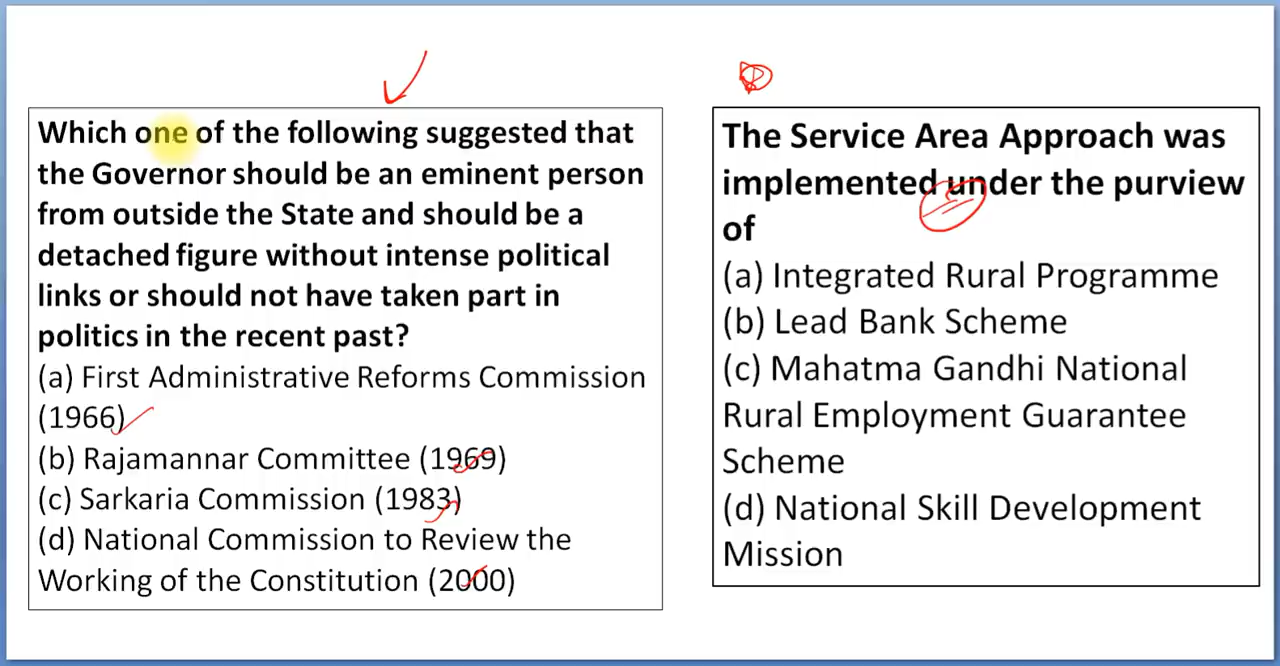 Which one of the following suggested that
the Governor should be an eminent person
from outside the State and should be a
detached figure without intense political
links or should not have taken part in
politics in the recent past?
(a) First Administrative Reforms Commission
(1966)
(b) Rajamannar Committee (1969)
(c) Sarkaria Commission (1983)
(d) National Commission to Review the
Working of the Constitution (2000)
The Service Area Approach was
implemented under the purview
of
(a) Integrated Rural Programme
(b) Lead Bank Scheme
(c) Mahatma Gandhi National
Rural Employment Guarantee
Scheme
(d) National Skill Development
Mission